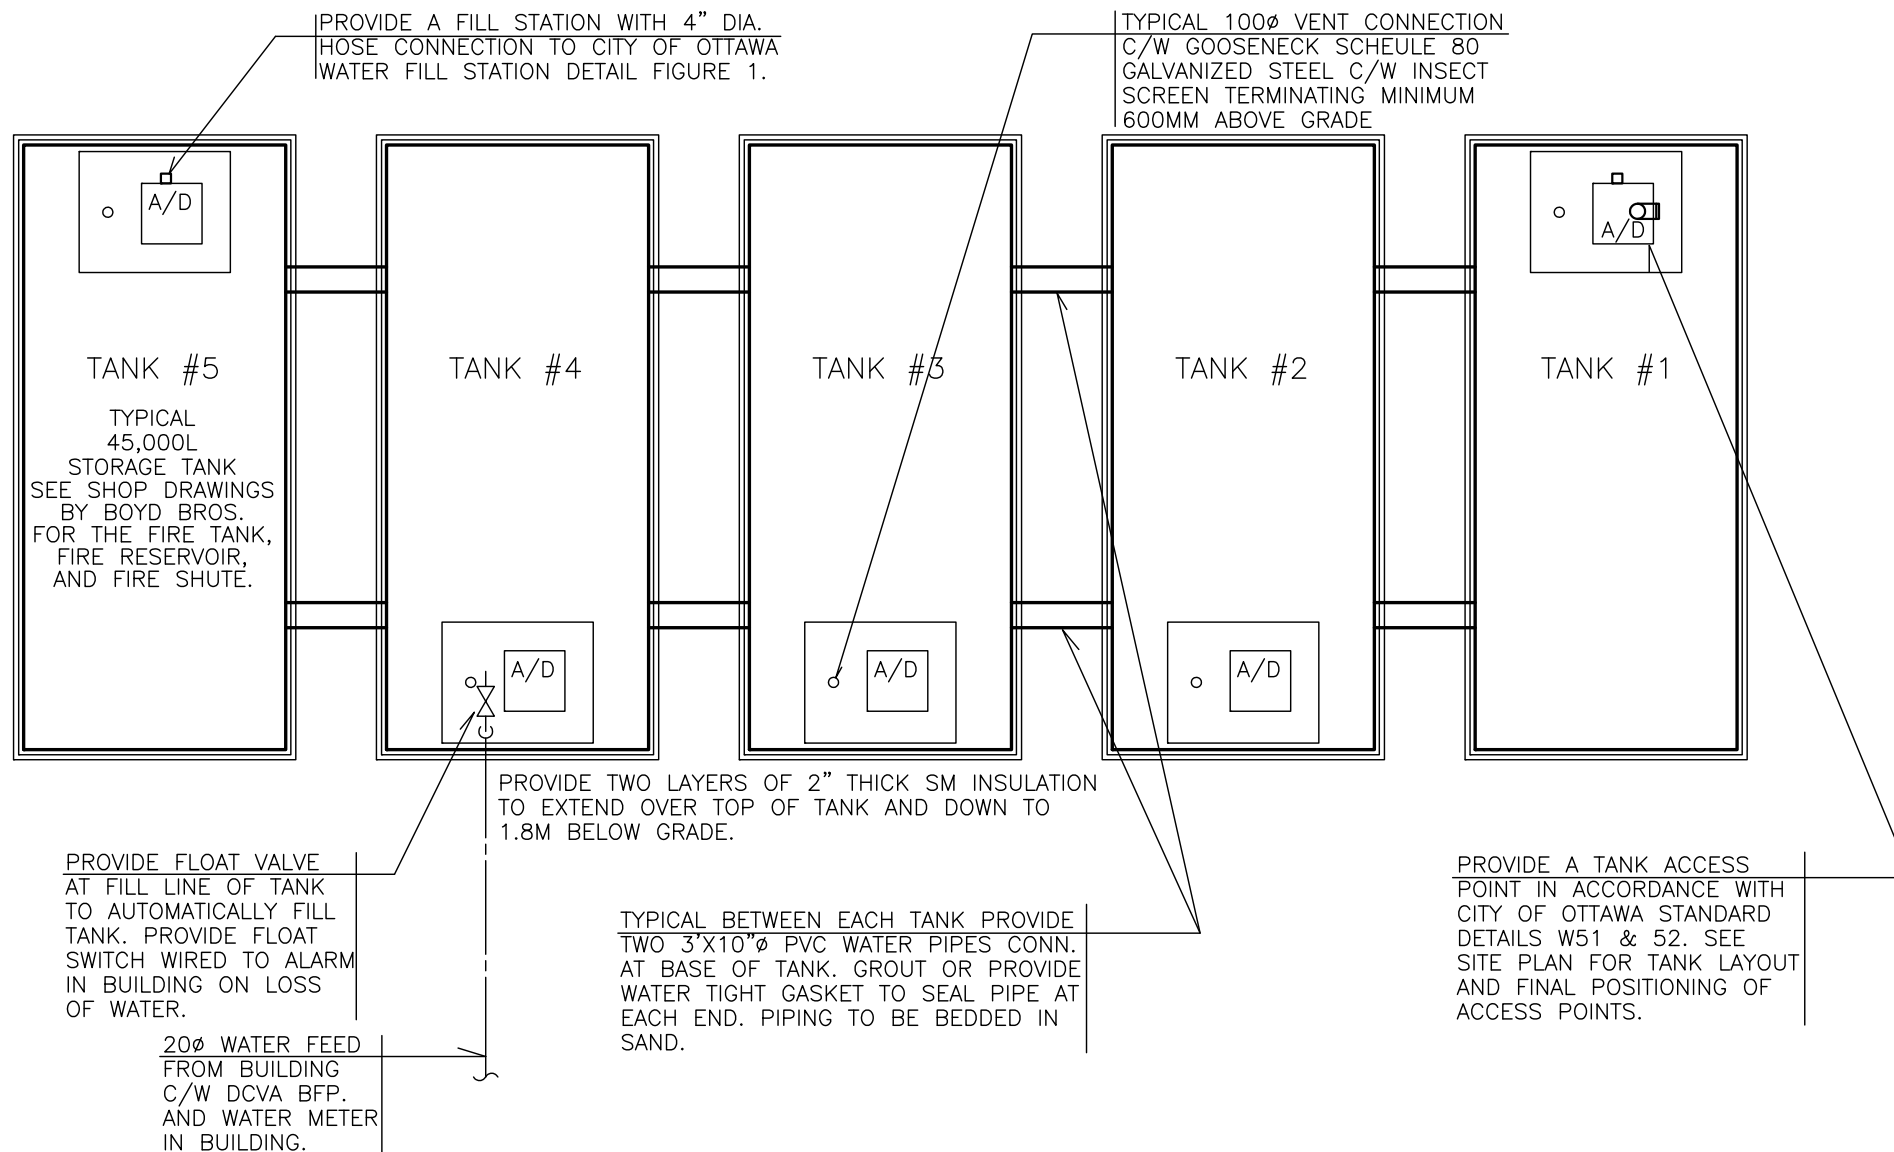 PROVIDE A FILL STATION WITH 4" DIA.
HOSE CONNECTION TO CITY OF OTTAWA
WATER FILL STATION DETAIL FIGURE 1.
TYPICAL 100ø VENT CONNECTION
C/W GOOSENECK SCHEULE 80
GALVANIZED STEEL C/W INSECT
SCREEN TERMINATING MINIMUM
600MM ABOVE GRADE
A/D
A/D
TANK #5
TANK #4
TANK #3
TANK #2
TANK #1
TYPICAL
45,000L
STORAGE TANK
SEE SHOP DRAWINGS
BY BOYD BROS.
FOR THE FIRE TANK,
FIRE RESERVOIR,
AND FIRE SHUTE.
A/D
A/D
A/D
PROVIDE TWO LAYERS OF 2" THICK SM INSULATION
TO EXTEND OVER TOP OF TANK AND DOWN TO
1.8M BELOW GRADE.
PROVIDE FLOAT VALVE
AT FILL LINE OF TANK
TO AUTOMATICALLY FILL
TANK. PROVIDE FLOAT
SWITCH WIRED TO ALARM
IN BUILDING ON LOSS
OF WATER.
TYPICAL BETWEEN EACH TANK PROVIDE
TWO 3'X10"ø PVC WATER PIPES CONN.
AT BASE OF TANK. GROUT OR PROVIDE
WATER TIGHT GASKET TO SEAL PIPE AT
EACH END. PIPING TO BE BEDDED IN
SAND.
PROVIDE A TANK ACCESS
POINT IN ACCORDANCE WITH
CITY OF OTTAWA STANDARD
DETAILS W51 & 52. SEE
SITE PLAN FOR TANK LAYOUT
AND FINAL POSITIONING OF
ACCESS POINTS.
20ø WATER FEED
FROM BUILDING
C/W DCVA BFP.
AND WATER METER
IN BUILDING.